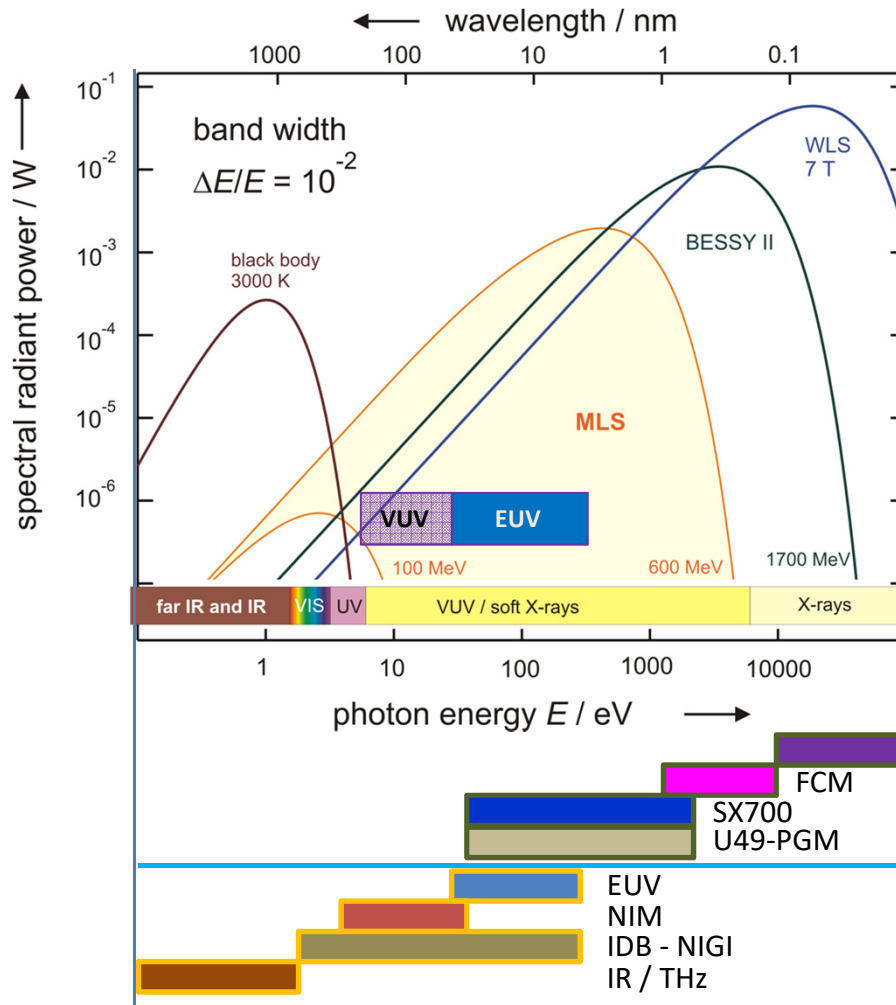 wavelength / nm
1000 100 10 1 0.1
spectral radiant power / W
10⁻¹
10⁻²
10⁻³
10⁻⁴
10⁻⁵
10⁻⁶
band width
ΔE/E = 10⁻²
WLS
7 T
BESSY II
black body
3000 K
MLS
VUV EUV
100 MeV 600 MeV 1700 MeV
far IR and IR VIS UV VUV / soft X-rays X-rays
1 10 100 1000 10000
photon energy E / eV
FCM
SX700
U49-PGM
EUV
NIM
IDB - NIGI
IR / THz